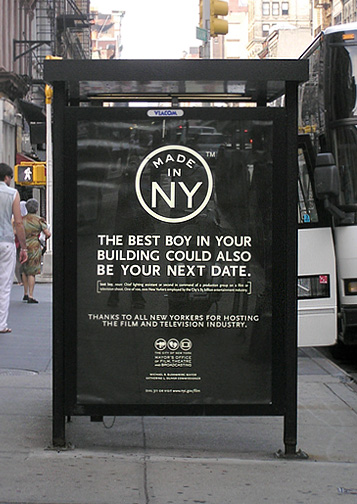 VIACOM
MADE
IN
NY
TM
THE BEST BOY IN YOUR
BUILDING COULD ALSO
BE YOUR NEXT DATE.
THANKS TO ALL NEW YORKERS FOR HOSTING
THE FILM AND TELEVISION INDUSTRY.
THE CITY OF NEW YORK
MAYOR'S OFFICE
OF FILM, THEATRE
AND BROADCASTING